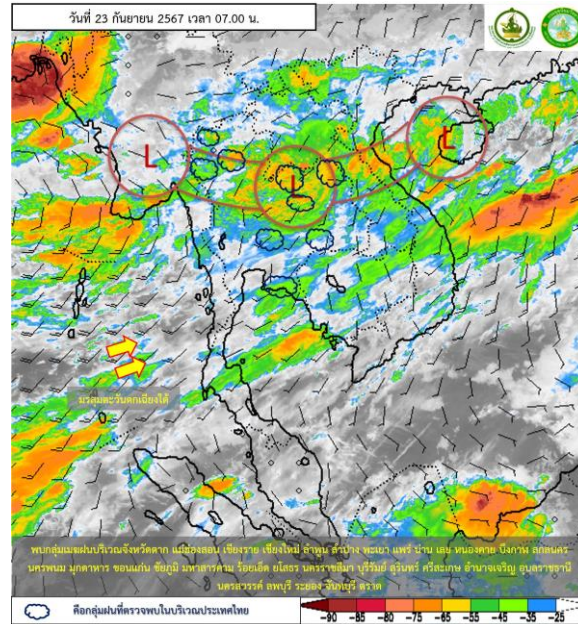 วันที่ 23 กันยายน 2567 เวลา 07.00 น.
L
L
L
มรสุมตะวันตกเฉียงใต้
พบกลุ่มเมฆฝนบริเวณจังหวัดตาก แม่ฮ่องสอน เชียงราย เชียงใหม่ ลำพูน ลำปาง พะเยา แพร่ น่าน เลย หนองคาย บึงกาฬ สกลนคร
นครพนม มุกดาหาร ขอนแก่น ชัยภูมิ มหาสารคาม ร้อยเอ็ด ยโสธร นครราชสีมา บุรีรัมย์ สุรินทร์ ศรีสะเกษ อำนาจเจริญ อุบลราชธานี
นครสวรรค์ ลพบุรี ระยอง จันทบุรี ตราด
คือกลุ่มฝนที่ตรวจพบในบริเวณประเทศไทย
-90 -85 -80 -75 -70 -65 -60 -55 -50 -45 -40 -35 -30 -25